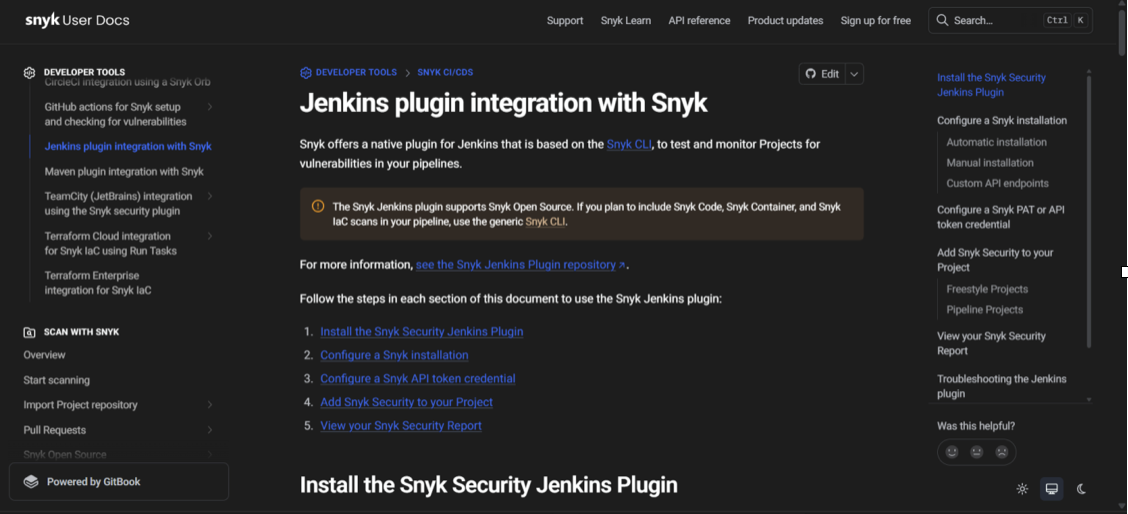 snyk User Docs
Support
Snyk Learn
API reference
Product updates
Sign up for free
Search...
Ctrl
K
DEVELOPER TOOLS
CircleCI integration using a Snyk Orb
GitHub actions for Snyk setup
and checking for vulnerabilities
Jenkins plugin integration with Snyk
Maven plugin integration with Snyk
TeamCity (JetBrains) integration
using the Snyk security plugin
Terraform Cloud integration
for Snyk IaC using Run Tasks
Terraform Enterprise
integration for Snyk IaC
SCAN WITH SNYK
Overview
Start scanning
Import Project repository
Pull Requests
Snyk Open Source
Powered by GitBook
DEVELOPER TOOLS > SNYK CI/CDS
Edit
Jenkins plugin integration with Snyk
Snyk offers a native plugin for Jenkins that is based on the Snyk CLI, to test and monitor Projects for
vulnerabilities in your pipelines.
The Snyk Jenkins plugin supports Snyk Open Source. If you plan to include Snyk Code, Snyk Container, and Snyk
IaC scans in your pipeline, use the generic Snyk CLI.
For more information, see the Snyk Jenkins Plugin repository↗.
Follow the steps in each section of this document to use the Snyk Jenkins plugin:
1. Install the Snyk Security Jenkins Plugin
2. Configure a Snyk installation
3. Configure a Snyk API token credential
4. Add Snyk Security to your Project
5. View your Snyk Security Report
Install the Snyk Security Jenkins Plugin
Install the Snyk Security
Jenkins Plugin
Configure a Snyk installation
Automatic installation
Manual installation
Custom API endpoints
Configure a Snyk PAT or API
token credential
Add Snyk Security to your
Project
Freestyle Projects
Pipeline Projects
View your Snyk Security
Report
Troubleshooting the Jenkins
plugin
Was this helpful?